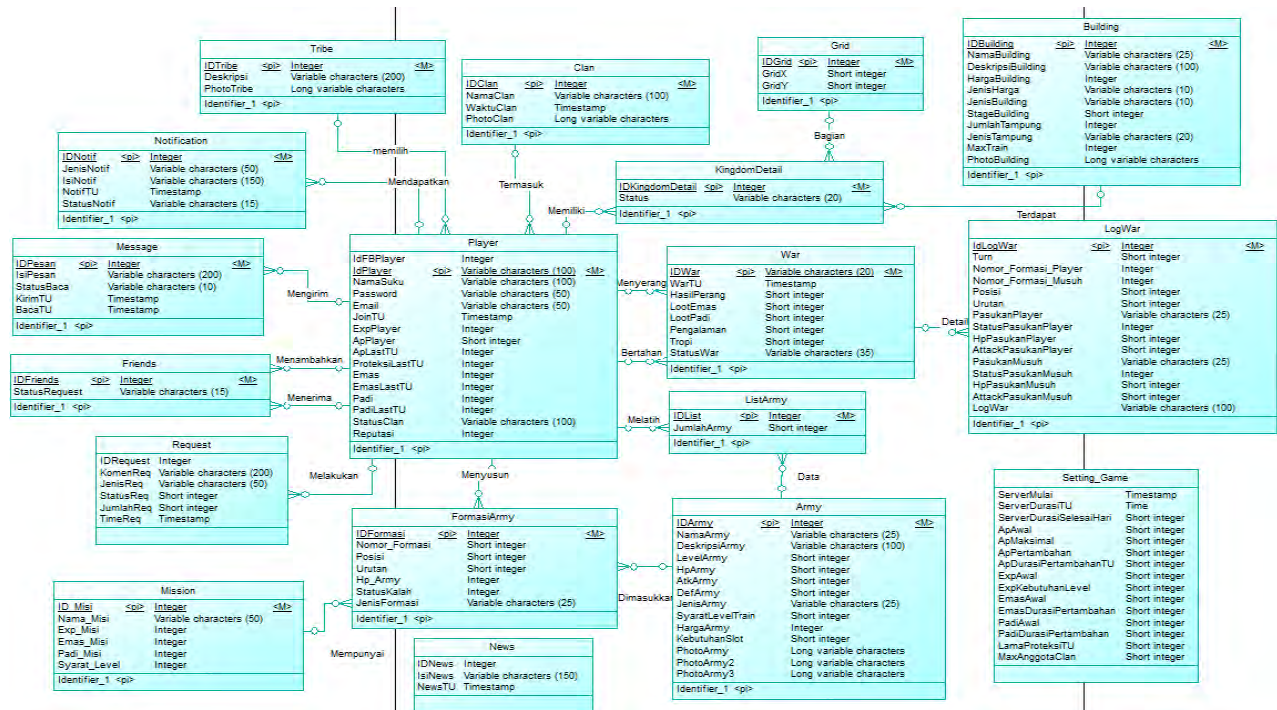 Tribe
IDTribe <pi> Integer <M>
Deskripsi Variable characters (200)
PhotoTribe Long variable characters
Identifier_1 <pi>
Clan
IDClan <pi> Integer <M>
NamaClan Variable characters (100)
WaktuClan Timestamp
PhotoClan Long variable characters
Identifier_1 <pi>
Grid
IDGrid <pi> Integer <M>
GridX Short integer
GridY Short integer
Identifier_1 <pi>
Building
IDBuilding <pi> Integer <M>
NamaBuilding Variable characters (25)
DeskripsiBuilding Variable characters (100)
HargaBuilding Integer
JenisHarga Variable characters (10)
JenisBuilding Variable characters (10)
StageBuilding Short integer
JumlahTampung Integer
JenisTampung Variable characters (20)
MaxTrain Integer
PhotoBuilding Long variable characters
Identifier_1 <pi>
Notification
IDNotif <pi> Integer <M>
JenisNotif Variable characters (50)
IsiNotif Variable characters (150)
NotifTU Timestamp
StatusNotif Variable characters (15)
Identifier_1 <pi>
memilih
Mendapatkan
Termasuk
Bagian
Memiliki
Terdapat
KingdomDetail
IDKingdomDetail <pi> Integer <M>
Status Variable characters (20)
Identifier_1 <pi>
Message
IDPesan <pi> Integer <M>
IsiPesan Variable characters (200)
StatusBaca Variable characters (10)
KirimTU Timestamp
BacaTU Timestamp
Identifier_1 <pi>
Mengirim
Player
IdFBPlayer Integer
IdPlayer <pi> Variable characters (100) <M>
NamaSuku Variable characters (100)
Password Variable characters (50)
Email Variable characters (50)
JoinTU Timestamp
ExpPlayer Integer
ApPlayer Short integer
ApLastTU Integer
ProteksiLastTU Integer
Emas Integer
EmasLastTU Integer
Padi Integer
PadiLastTU Integer
StatusClan Variable characters (100)
Reputasi Integer
Identifier_1 <pi>
Menyerang
Bertahan
War
IDWar <pi> Variable characters (20) <M>
WarTU Timestamp
HasilPerang Short integer
LootEmas Short integer
LootPadi Short integer
Pengalaman Short integer
Tropi Short integer
StatusWar Variable characters (35)
Identifier_1 <pi>
Detail
LogWar
IdLogWar <pi> Integer <M>
Turn Short integer
Nomor_Formasi_Player Integer
Nomor_Formasi_Musuh Integer
Posisi Short integer
Urutan Short integer
PasukanPlayer Variable characters (25)
StatusPasukanPlayer Integer
HpPasukanPlayer Short integer
AttackPasukanPlayer Short integer
PasukanMusuh Variable characters (25)
StatusPasukanMusuh Integer
HpPasukanMusuh Short integer
AttackPasukanMusuh Short integer
LogWar Variable characters (100)
Identifier_1 <pi>
Friends
IDFriends <pi> Integer <M>
StatusRequest Variable characters (15)
Identifier_1 <pi>
Menambahkan
Menerima
Melatih
ListArmy
IDList <pi> Integer <M>
JumlahArmy Short integer
Identifier_1 <pi>
Data
Request
IDRequest Integer
KomenReq Variable characters (200)
JenisReq Variable characters (50)
StatusReq Short integer
JumlahReq Short integer
TimeReq Timestamp
Melakukan
Menyusun
FormasiArmy
IDFormasi <pi> Integer <M>
Nomor_Formasi Short integer
Posisi Short integer
Urutan Short integer
Hp_Army Integer
StatusKalah Integer
JenisFormasi Variable characters (25)
Identifier_1 <pi>
Dimasukkan
Army
IDArmy <pi> Integer <M>
NamaArmy Variable characters (25)
DeskripsiArmy Variable characters (100)
LevelArmy Short integer
HpArmy Short integer
AtkArmy Short integer
DefArmy Short integer
JenisArmy Variable characters (25)
SyaratLevelTrain Short integer
HargaArmy Integer
KebutuhanSlot Short integer
PhotoArmy Long variable characters
PhotoArmy2 Long variable characters
PhotoArmy3 Long variable characters
Identifier_1 <pi>
Setting_Game
ServerMulai Timestamp
ServerDurasiTU Time
ServerDurasiSelesaiHari Short integer
ApAwal Short integer
ApMaksimal Short integer
ApPertambahan Short integer
ApDurasiPertambahanTU Short integer
ExpAwal Short integer
ExpKebutuhanLevel Short integer
EmasAwal Short integer
EmasDurasiPertambahan Short integer
PadiAwal Short integer
PadiDurasiPertambahan Short integer
LamaProteksiTU Short integer
MaxAnggotaClan Short integer
Mission
ID_Misi <pi> Integer <M>
Nama_Misi Variable characters (50)
Exp_Misi Integer
Emas_Misi Integer
Padi_Misi Integer
Syarat_Level Integer
Identifier_1 <pi>
Mempunyai
News
IDNews Integer
IsiNews Variable characters (150)
NewsTU Timestamp